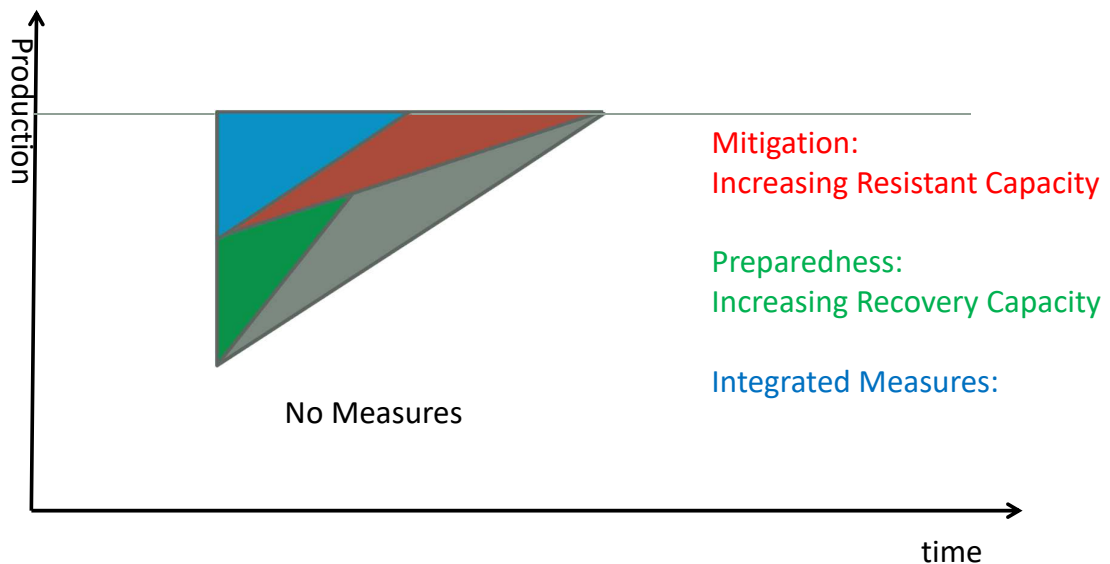 Production
Mitigation:
Increasing Resistant Capacity
Preparedness:
Increasing Recovery Capacity
Integrated Measures:
No Measures
time